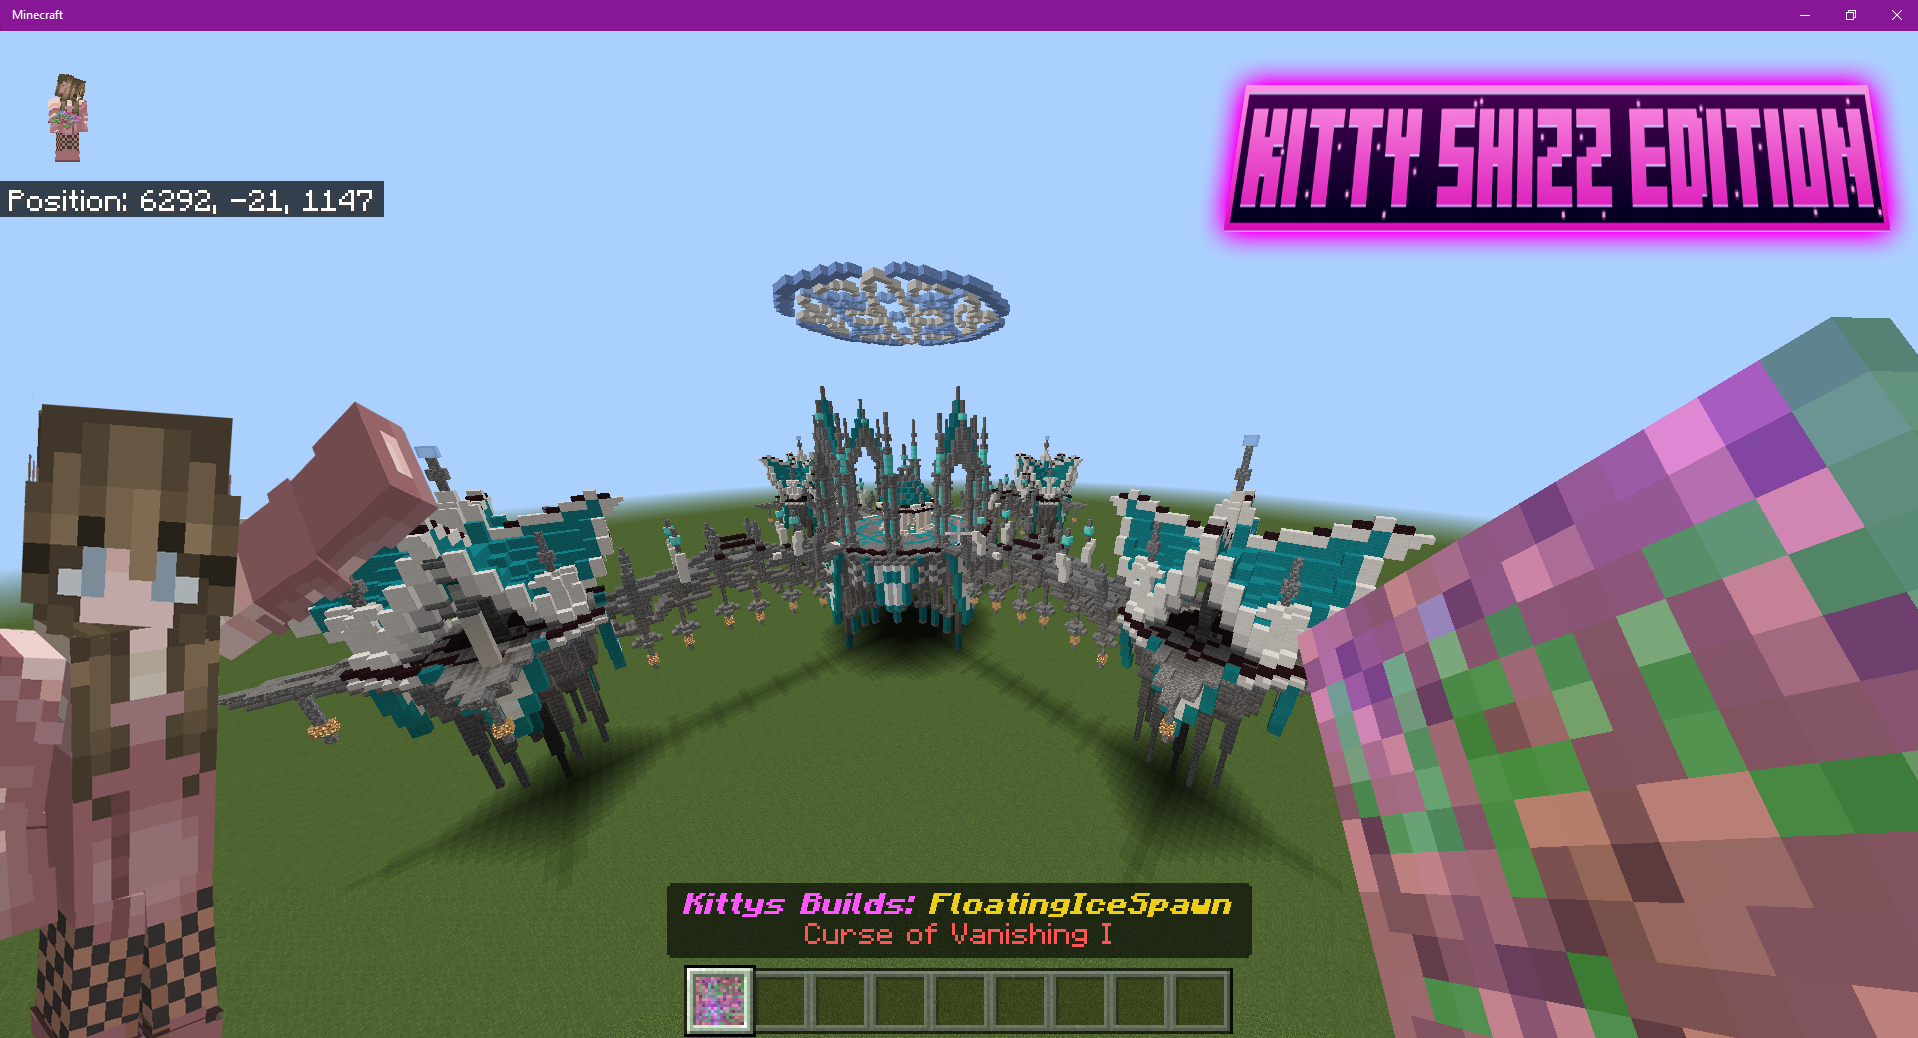 Minecraft
KITTY SHIZZ EDITION
Position: 6292, -21, 1147
Kittys Builds: FloatingIceSpawn
Curse of Vanishing I